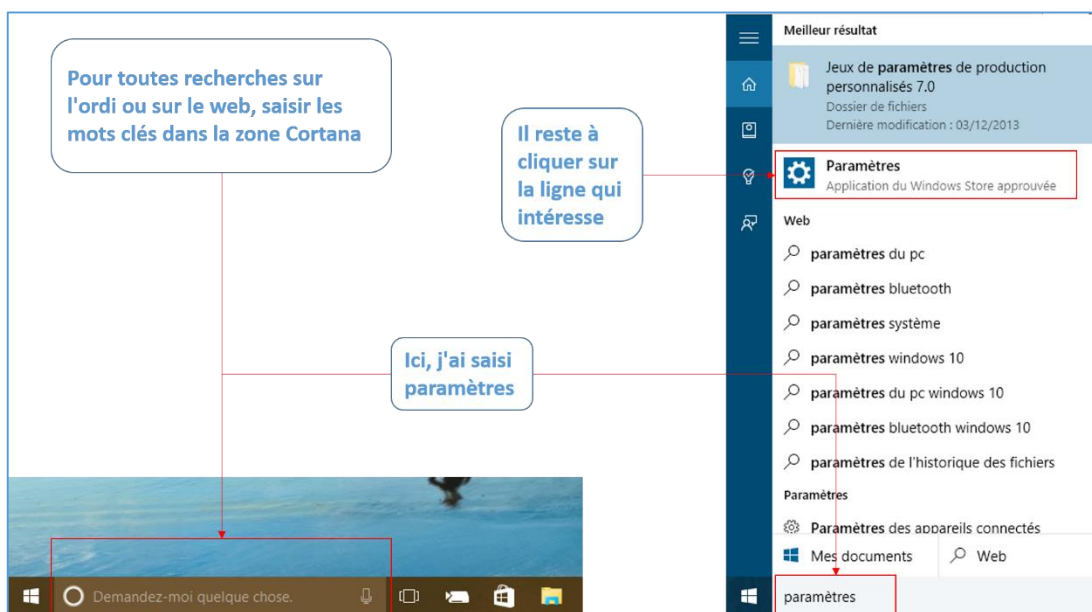 Pour toutes recherches sur
l'ordi ou sur le web, saisir les
mots clés dans la zone Cortana
Il reste à
cliquer sur
la ligne qui
intéresse
Ici, j'ai saisi
paramètres
Demandez-moi quelque chose.
Meilleur résultat
Jeux de paramètres de production
personnalisés 7.0
Dossier de fichiers
Dernière modification : 03/12/2013
Paramètres
Application du Windows Store approuvée
Web
paramètres du pc
paramètres bluetooth
paramètres système
paramètres windows 10
paramètres du pc windows 10
paramètres bluetooth windows 10
paramètres de l'historique des fichiers
Paramètres
Paramètres des appareils connectés
Mes documents
Web
paramètres